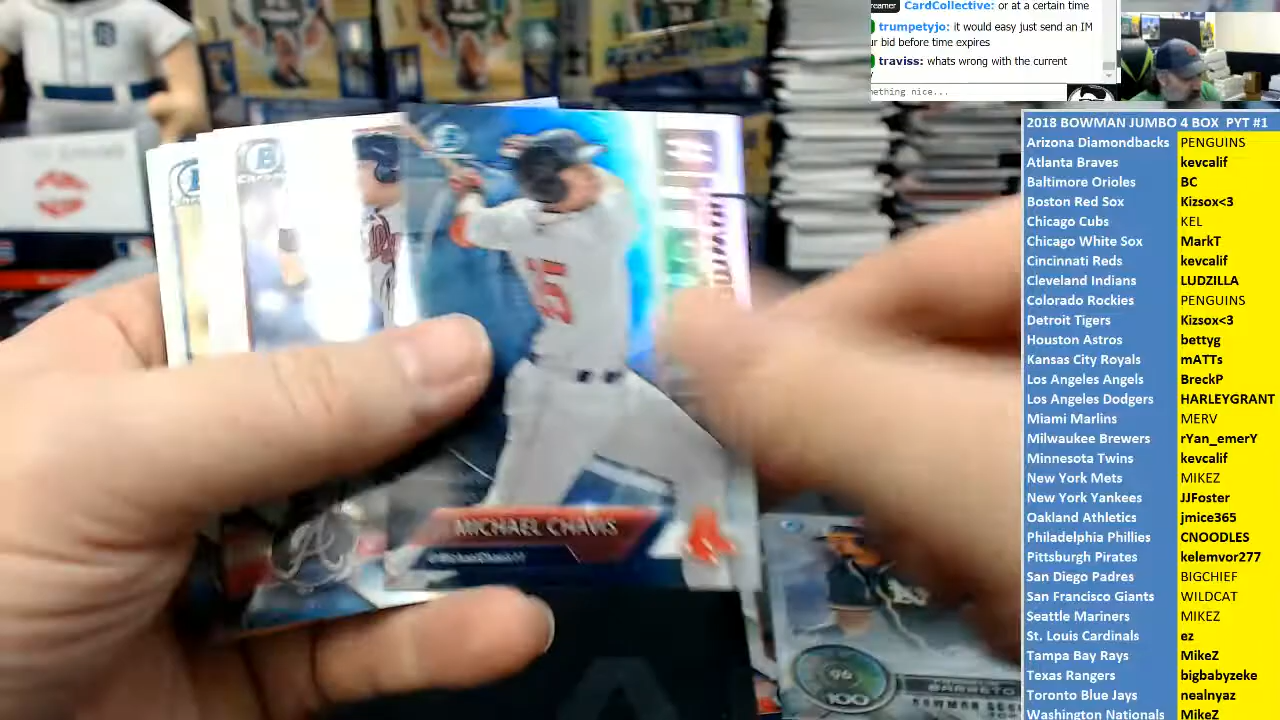 CardCollective: or at a certain time
trumpetyjo: it would easy just send an IM
ur bid before time expires
traviss: whats wrong with the current
nething nice...
2018 BOWMAN JUMBO 4 BOX PYT #1
Arizona Diamondbacks PENGUINS
Atlanta Braves kevcalif
Baltimore Orioles BC
Boston Red Sox Kizsox<3
Chicago Cubs KEL
Chicago White Sox MarkT
Cincinnati Reds kevcalif
Cleveland Indians LUDZILLA
Colorado Rockies PENGUINS
Detroit Tigers Kizsox<3
Houston Astros bettyg
Kansas City Royals mATTs
Los Angeles Angels BreckP
Los Angeles Dodgers HARLEYGRANT
Miami Marlins MERV
Milwaukee Brewers rYan_emerY
Minnesota Twins kevcalif
New York Mets MIKEZ
New York Yankees JJFoster
Oakland Athletics jmice365
Philadelphia Phillies CNOODLES
Pittsburgh Pirates kelemvor277
San Diego Padres BIGCHIEF
San Francisco Giants WILDCAT
Seattle Mariners MIKEZ
St. Louis Cardinals ez
Tampa Bay Rays MikeZ
Texas Rangers bigbabyzeke
Toronto Blue Jays nealnyaz
Washington Nationals MikeZ
15
MICHAEL CHAVIS
96
100
BARRETO